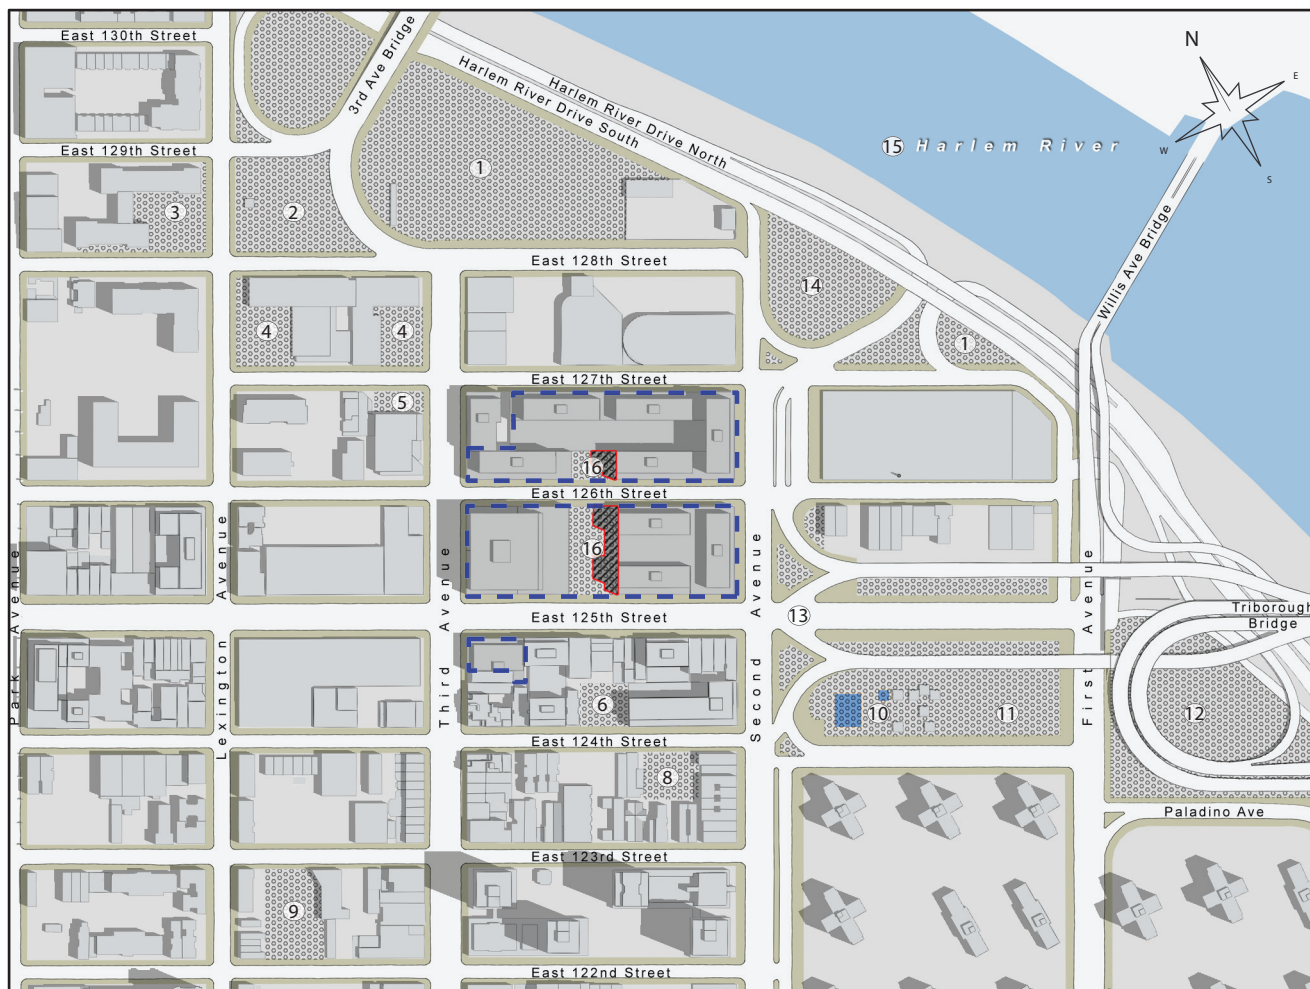 East 130th Street
3rd Ave Bridge
Harlem River Drive North
Harlem River Drive South
N
E
W
S
15 Harlem River
East 129th Street
1
3
2
Willis Ave Bridge
East 128th Street
14
4
4
1
East 127th Street
5
16
East 126th Street
16
Park Avenue
Lexington Avenue
Third Avenue
Second Avenue
First Avenue
East 125th Street
13
Triborough
Bridge
6
10
11
12
East 124th Street
8
Paladino Ave
East 123rd Street
9
East 122nd Street